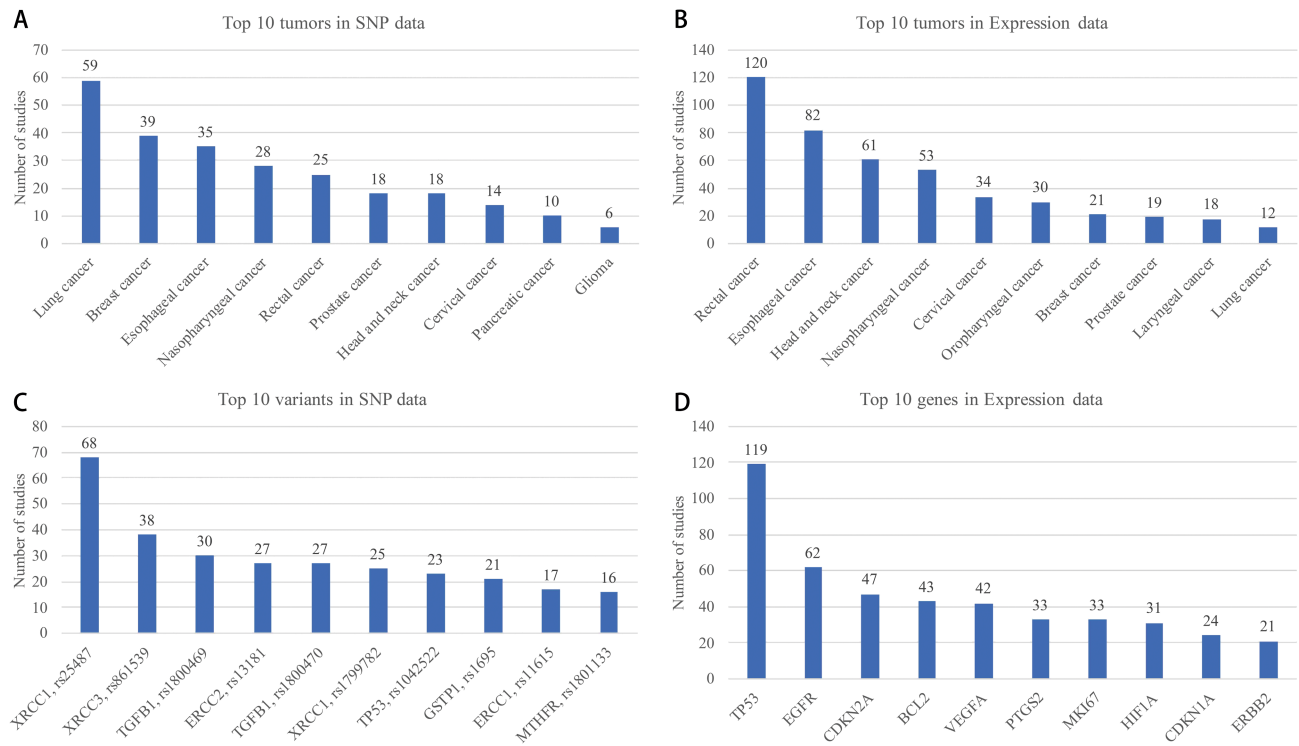 A
Top 10 tumors in SNP data
Number of studies
70
60
50
40
30
20
10
0
59
39
35
28
25
18
18
14
10
6
Lung cancer
Breast cancer
Esophageal cancer
Nasopharyngeal cancer
Rectal cancer
Prostate cancer
Head and neck cancer
Cervical cancer
Pancreatic cancer
Glioma
B
Top 10 tumors in Expression data
Number of studies
140
120
100
80
60
40
20
0
120
82
61
53
34
30
21
19
18
12
Rectal cancer
Esophageal cancer
Head and neck cancer
Nasopharyngeal cancer
Cervical cancer
Oropharyngeal cancer
Breast cancer
Prostate cancer
Laryngeal cancer
Lung cancer
C
Top 10 variants in SNP data
Number of studies
80
70
60
50
40
30
20
10
0
68
38
30
27
27
25
23
21
17
16
XRCC1, rs25487
XRCC3, rs861539
TGFB1, rs1800469
ERCC2, rs13181
TGFB1, rs1800470
XRCC1, rs1799782
TP53, rs1042522
GSTP1, rs1695
ERCC1, rs11615
MTHFR, rs1801133
D
Top 10 genes in Expression data
Number of studies
140
120
100
80
60
40
20
0
119
62
47
43
42
33
33
31
24
21
TP53
EGFR
CDKN2A
BCL2
VEGFA
PTGS2
MKI67
HIF1A
CDKN1A
ERBB2